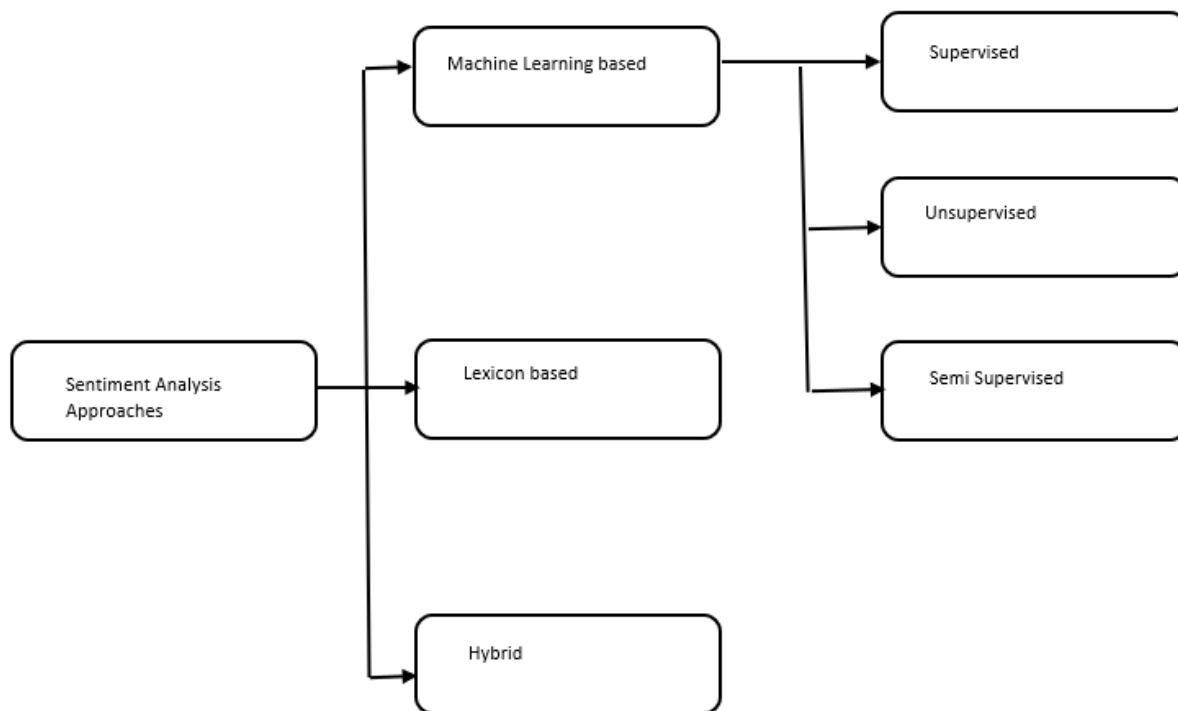 Machine Learning based
Supervised
Unsupervised
Sentiment Analysis
Approaches
Lexicon based
Semi Supervised
Hybrid